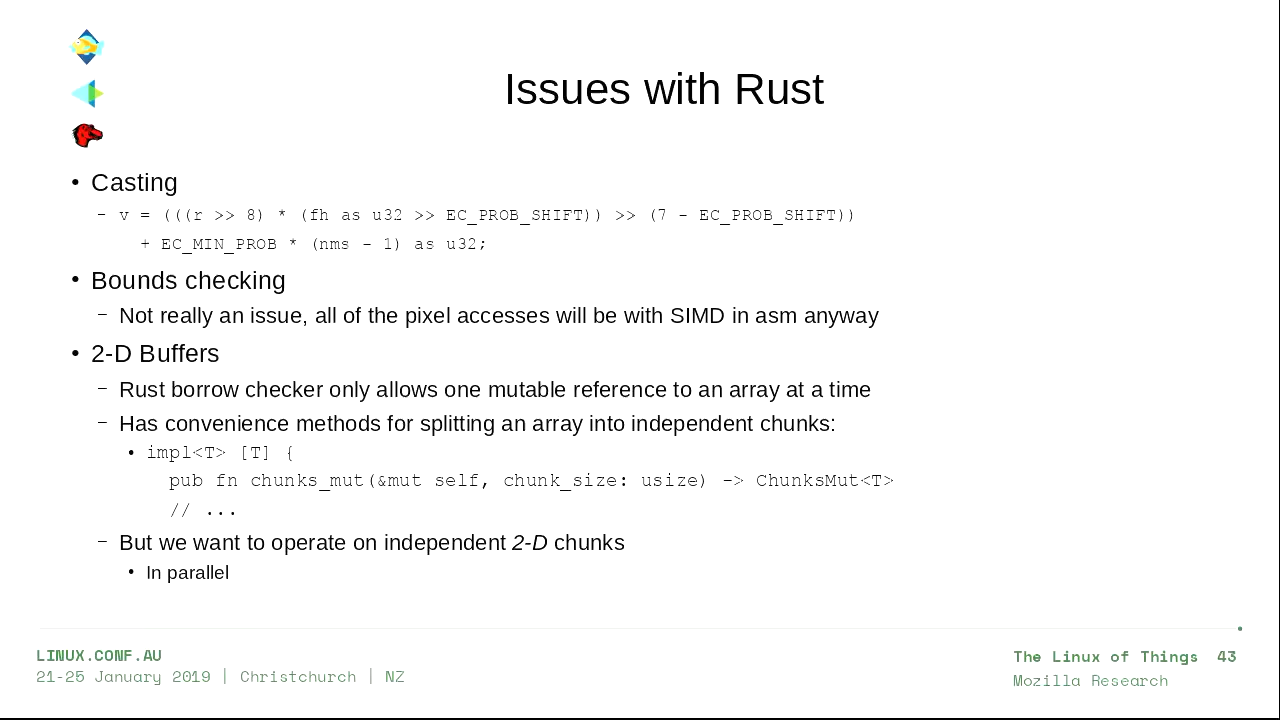 Issues with Rust
• Casting
– v = (((r >> 8) * (fh as u32 >> EC_PROB_SHIFT)) >> (7 - EC_PROB_SHIFT))
+ EC_MIN_PROB * (nms - 1) as u32;
• Bounds checking
– Not really an issue, all of the pixel accesses will be with SIMD in asm anyway
• 2-D Buffers
– Rust borrow checker only allows one mutable reference to an array at a time
– Has convenience methods for splitting an array into independent chunks:
• impl<T> [T] {
pub fn chunks_mut(&mut self, chunk_size: usize) -> ChunksMut<T>
// ...
– But we want to operate on independent 2-D chunks
• In parallel
LINUX.CONF.AU
21-25 January 2019 | Christchurch | NZ
The Linux of Things 43
Mozilla Research